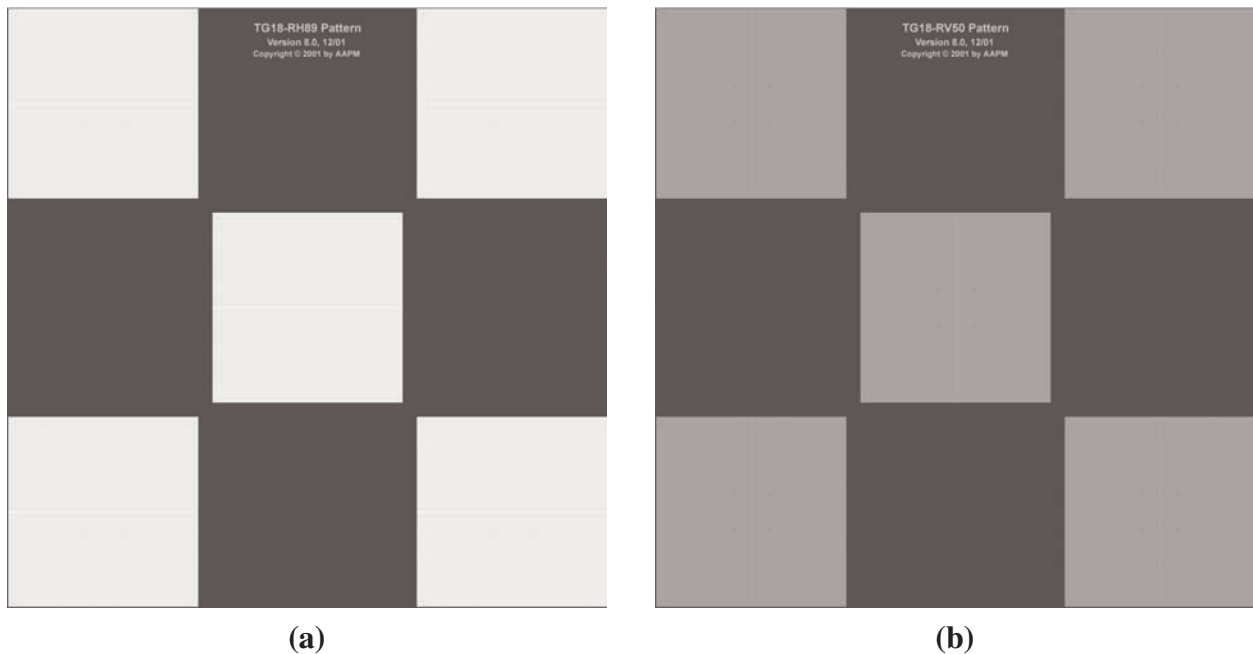 TG18-RH89 Pattern
Version 8.0, 12/01
Copyright © 2001 by AAPM
TG18-RV50 Pattern
Version 8.0, 12/01
Copyright © 2001 by AAPM
(a)
(b)